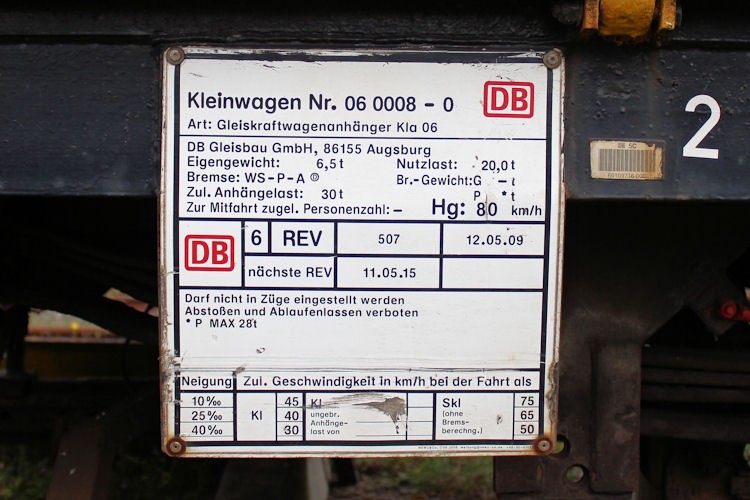 Kleinwagen Nr. 06 0008 - 0
DB
Art: Gleiskraftwagenanhänger Kla 06
DB Gleisbau GmbH, 86155 Augsburg
Eigengewicht: 6,5 t Nutzlast: 20,0 t
Bremse: WS-P-A Br.-Gewicht: G - t
Zul. Anhängelast: 30 t P * t
Zur Mitfahrt zugel. Personenzahl: - Hg: 80 km/h
DB 6 REV 507 12.05.09
nächste REV 11.05.15
Darf nicht in Züge eingestellt werden
Abstoßen und Ablaufenlassen verboten
* P MAX 28t
Neigung Zul. Geschwindigkeit in km/h bei der Fahrt als
10‰ 45 Kl Skl 75
25‰ Kl 40 ungebr. Anhänge- (ohne Brems- 65
40‰ 30 last von berechng.) 50
2